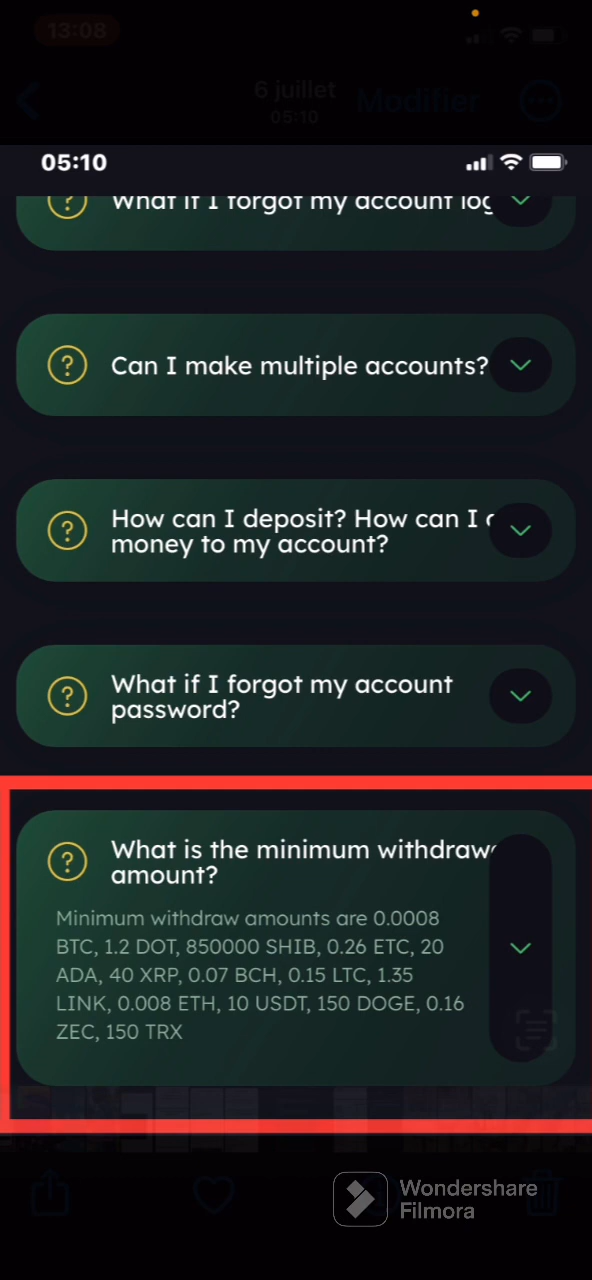 13:08
6 juillet
Modifier
05:10
05:10
What if I forgot my account
Can I make multiple accounts?
How can I deposit? How can I
money to my account?
What if I forgot my account
password?
What is the minimum
amount?
Minimum withdraw amounts are 0.0008
BTC, 1.2 DOT, 850000 SHIB, 0.26 ETC, 20
ADA, 40 XRP, 0.07 BCH, 0.15 LTC, 1.35
LINK, 0.008 ETH, 10 USDT, 150 DOGE, 0.16
ZEC, 150 TRX
Wondershare
Filmora